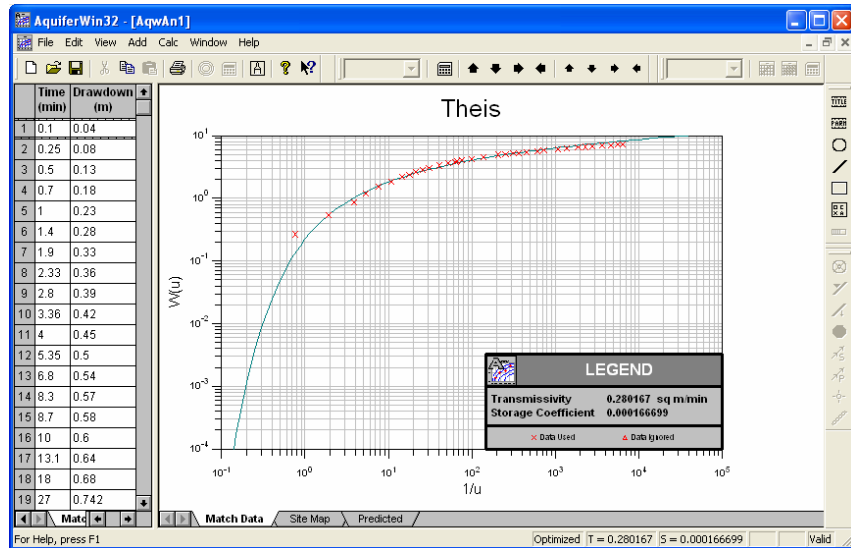 AquiferWin32 - [AqwAn1]
File Edit View Add Calc Window Help
A
TITLE
PARM
Time Drawdown
(min) (m)
1 0.1 0.04
2 0.25 0.08
3 0.5 0.13
4 0.7 0.18
5 1 0.23
6 1.4 0.28
7 1.9 0.33
8 2.33 0.36
9 2.8 0.39
10 3.36 0.42
11 4 0.45
12 5.35 0.5
13 6.8 0.54
14 8.3 0.57
15 8.7 0.58
16 10 0.6
17 13.1 0.64
18 18 0.68
19 27 0.742
Theis
W(u)
10^1
10^0
10^-1
10^-2
10^-3
10^-4
10^-1 10^0 10^1 10^2 10^3 10^4 10^5
1/u
LEGEND
Transmissivity 0.280167 sq m/min
Storage Coefficient 0.000166699
× Data Used ▵ Data Ignored
Matc
Match Data Site Map Predicted
For Help, press F1
Optimized T = 0.280167 S = 0.000166699 Valid